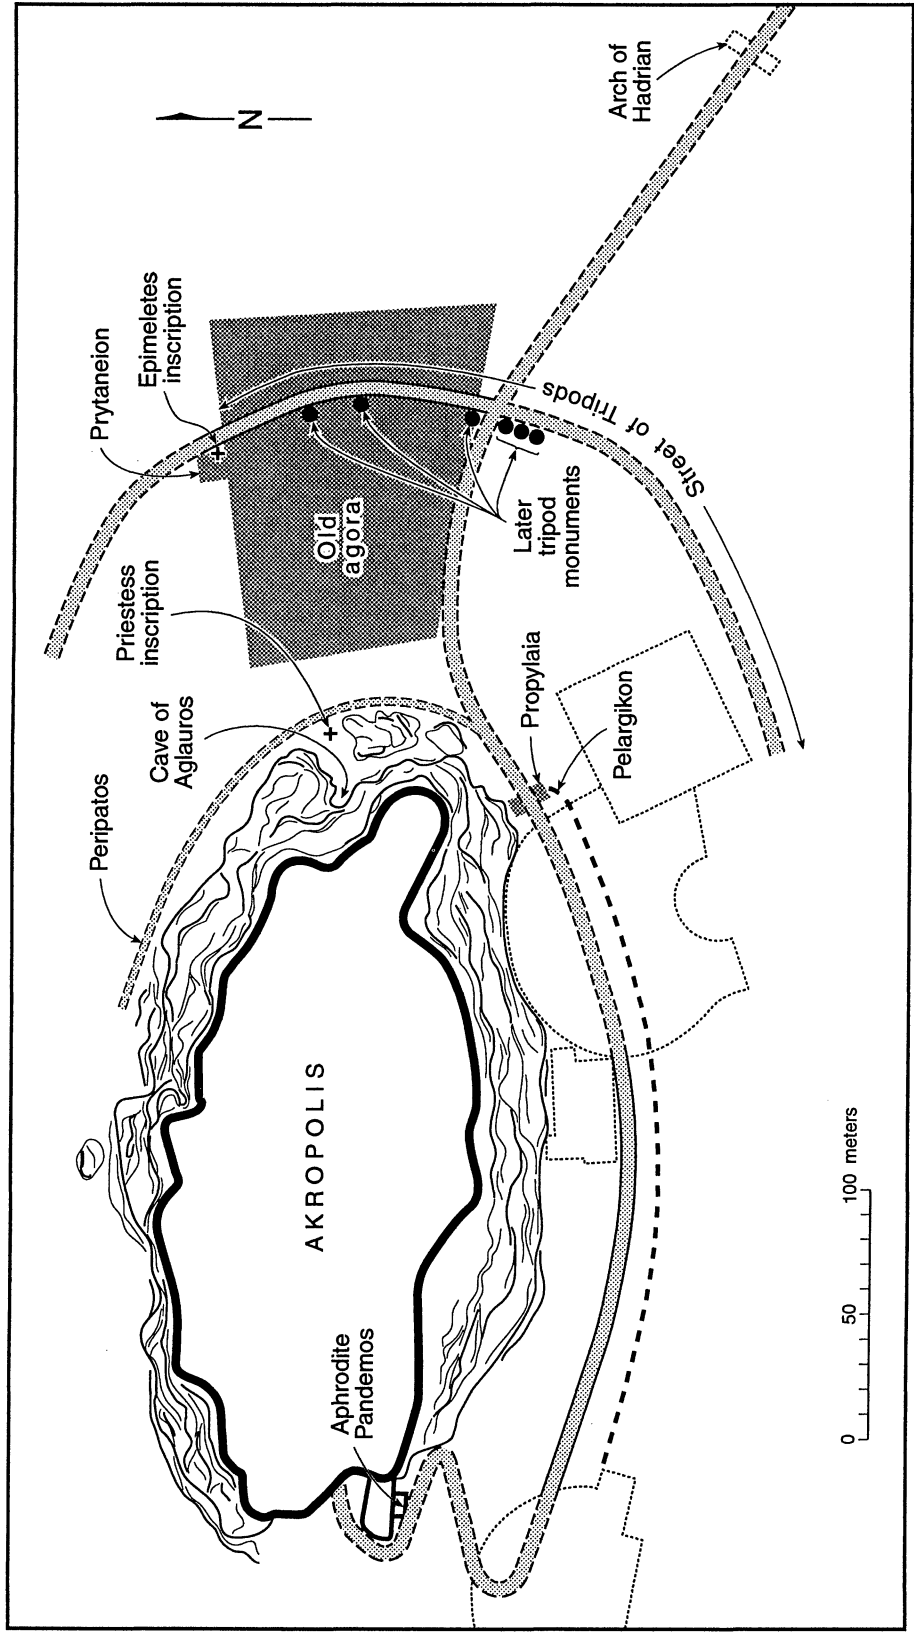 Arch of
Hadrian
N
Epimeletes
inscription
Prytaneion
Street of Tripods
Old
agora
Later
tripod
monuments
Priestess
inscription
Cave of
Aglauros
Propylaia
Pelargikon
Peripatos
AKROPOLIS
Aphrodite
Pandemos
0
50
100 meters